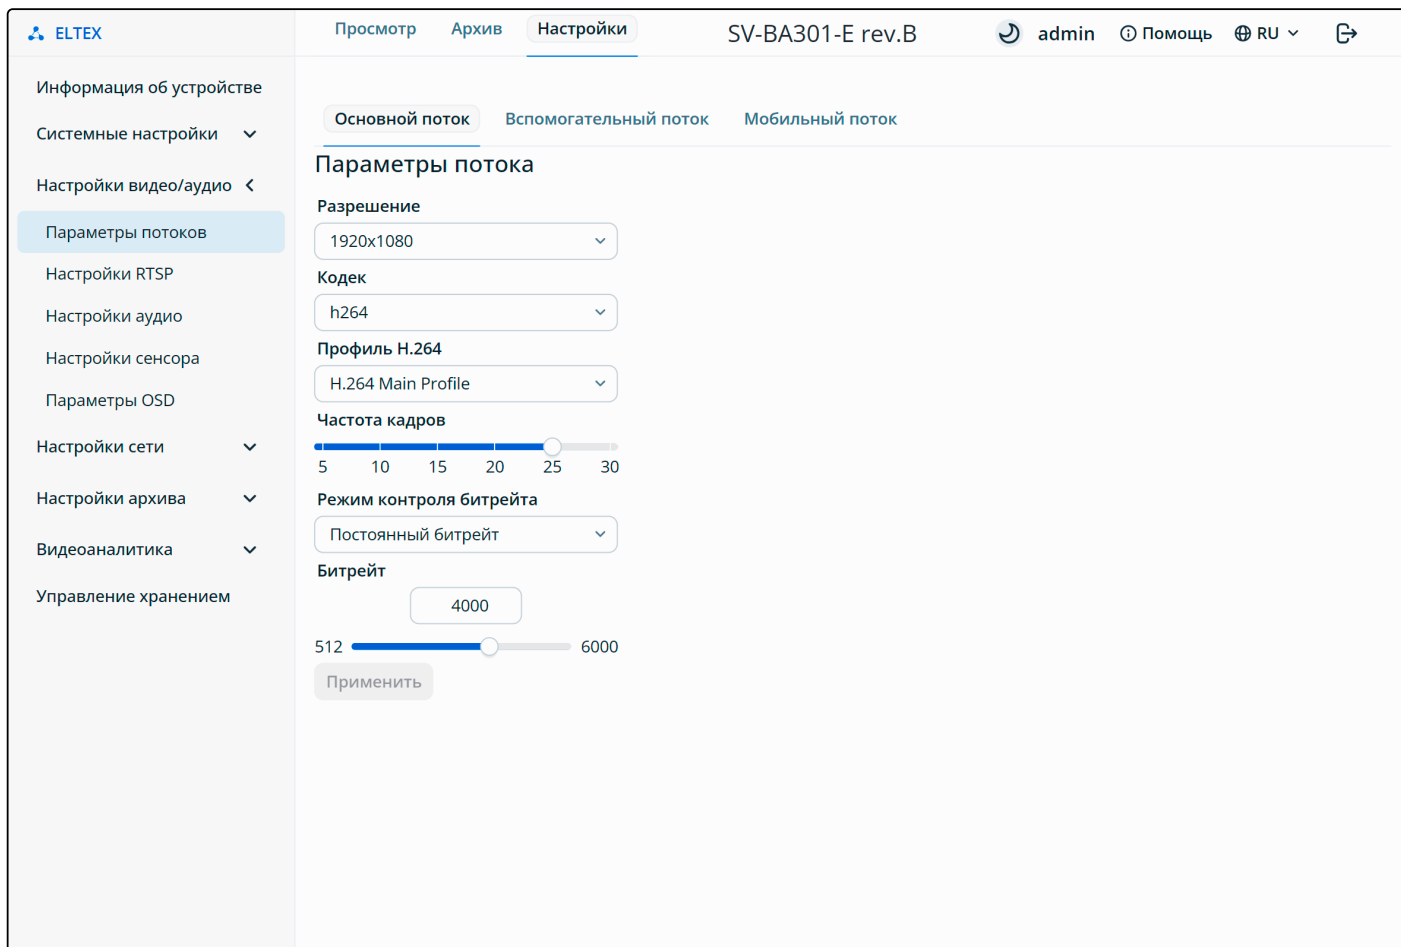 ELTEX
Просмотр Архив Настройки SV-BA301-E rev.B admin Помощь RU
Информация об устройстве
Системные настройки
Настройки видео/аудио
Параметры потоков
Настройки RTSP
Настройки аудио
Настройки сенсора
Параметры OSD
Настройки сети
Настройки архива
Видеоаналитика
Управление хранением
Основной поток Вспомогательный поток Мобильный поток
Параметры потока
Разрешение
1920x1080
Кодек
h264
Профиль H.264
H.264 Main Profile
Частота кадров
5 10 15 20 25 30
Режим контроля битрейта
Постоянный битрейт
Битрейт
4000
512 6000
Применить